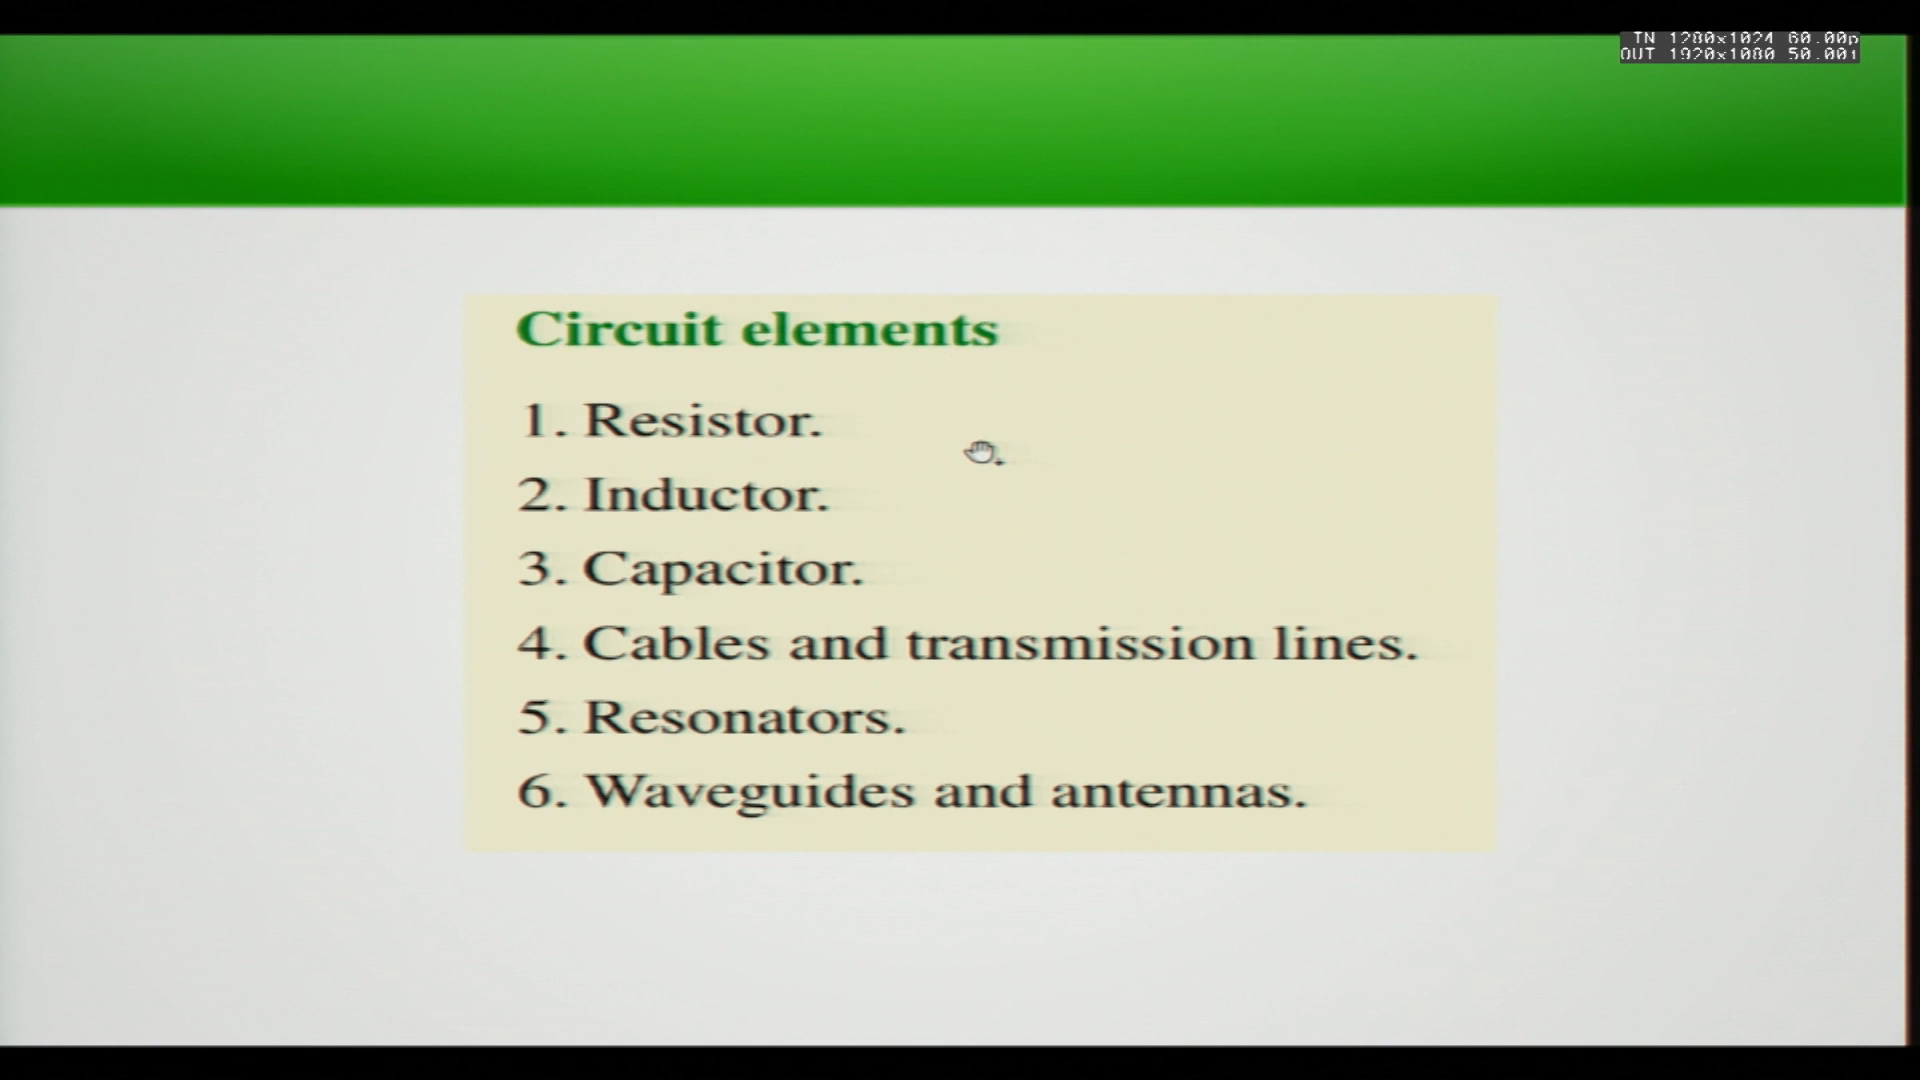 IN 1280x1024 60.00p
OUT 1920x1080 50.00i
Circuit elements
1. Resistor.
2. Inductor.
3. Capacitor.
4. Cables and transmission lines.
5. Resonators.
6. Waveguides and antennas.